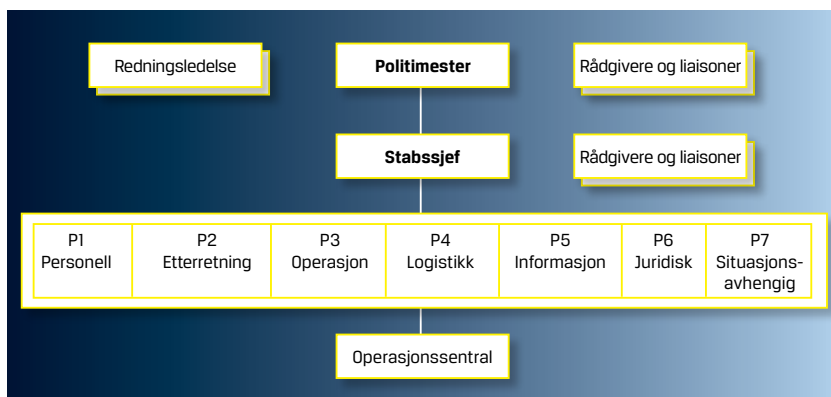 Redningsledelse
Politimester
Rådgivere og liaisoner
Stabssjef
Rådgivere og liaisoner
P1
Personell
P2
Etterretning
P3
Operasjon
P4
Logistikk
P5
Informasjon
P6
Juridisk
P7
Situasjons-
avhengig
Operasjonssentral